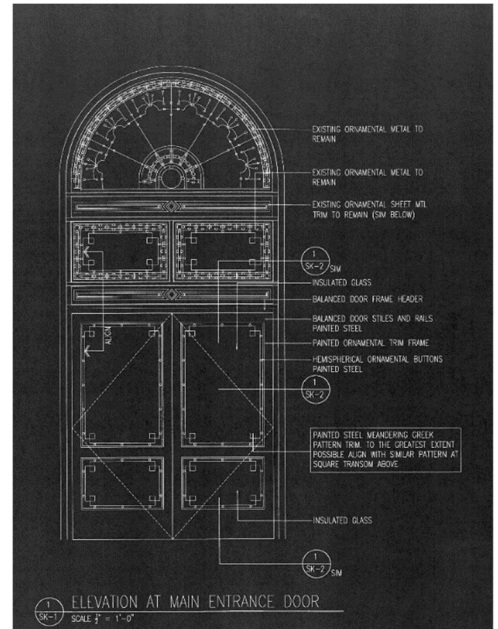 EXISTING ORNAMENTAL METAL TO
REMAIN
EXISTING ORNAMENTAL METAL TO
REMAIN
EXISTING ORNAMENTAL SHEET MTL
TRIM TO REMAIN (SIM BELOW)
1
SK-2 SIM
INSULATED GLASS
BALANCED DOOR FRAME HEADER
BALANCED DOOR STILES AND RAILS
PAINTED STEEL
ALIGN
PAINTED ORNAMENTAL TRIM FRAME
HEMISPHERICAL ORNAMENTAL BUTTONS
PAINTED STEEL
1
SK-2
PAINTED STEEL MEANDERING GREEK
PATTERN TRIM. TO THE GREATEST EXTENT
POSSIBLE ALIGN WITH SIMILAR PATTERN AT
SQUARE TRANSOM ABOVE
INSULATED GLASS
1
SK-2 SIM
1
SK-1
ELEVATION AT MAIN ENTRANCE DOOR
SCALE = 1'-0"